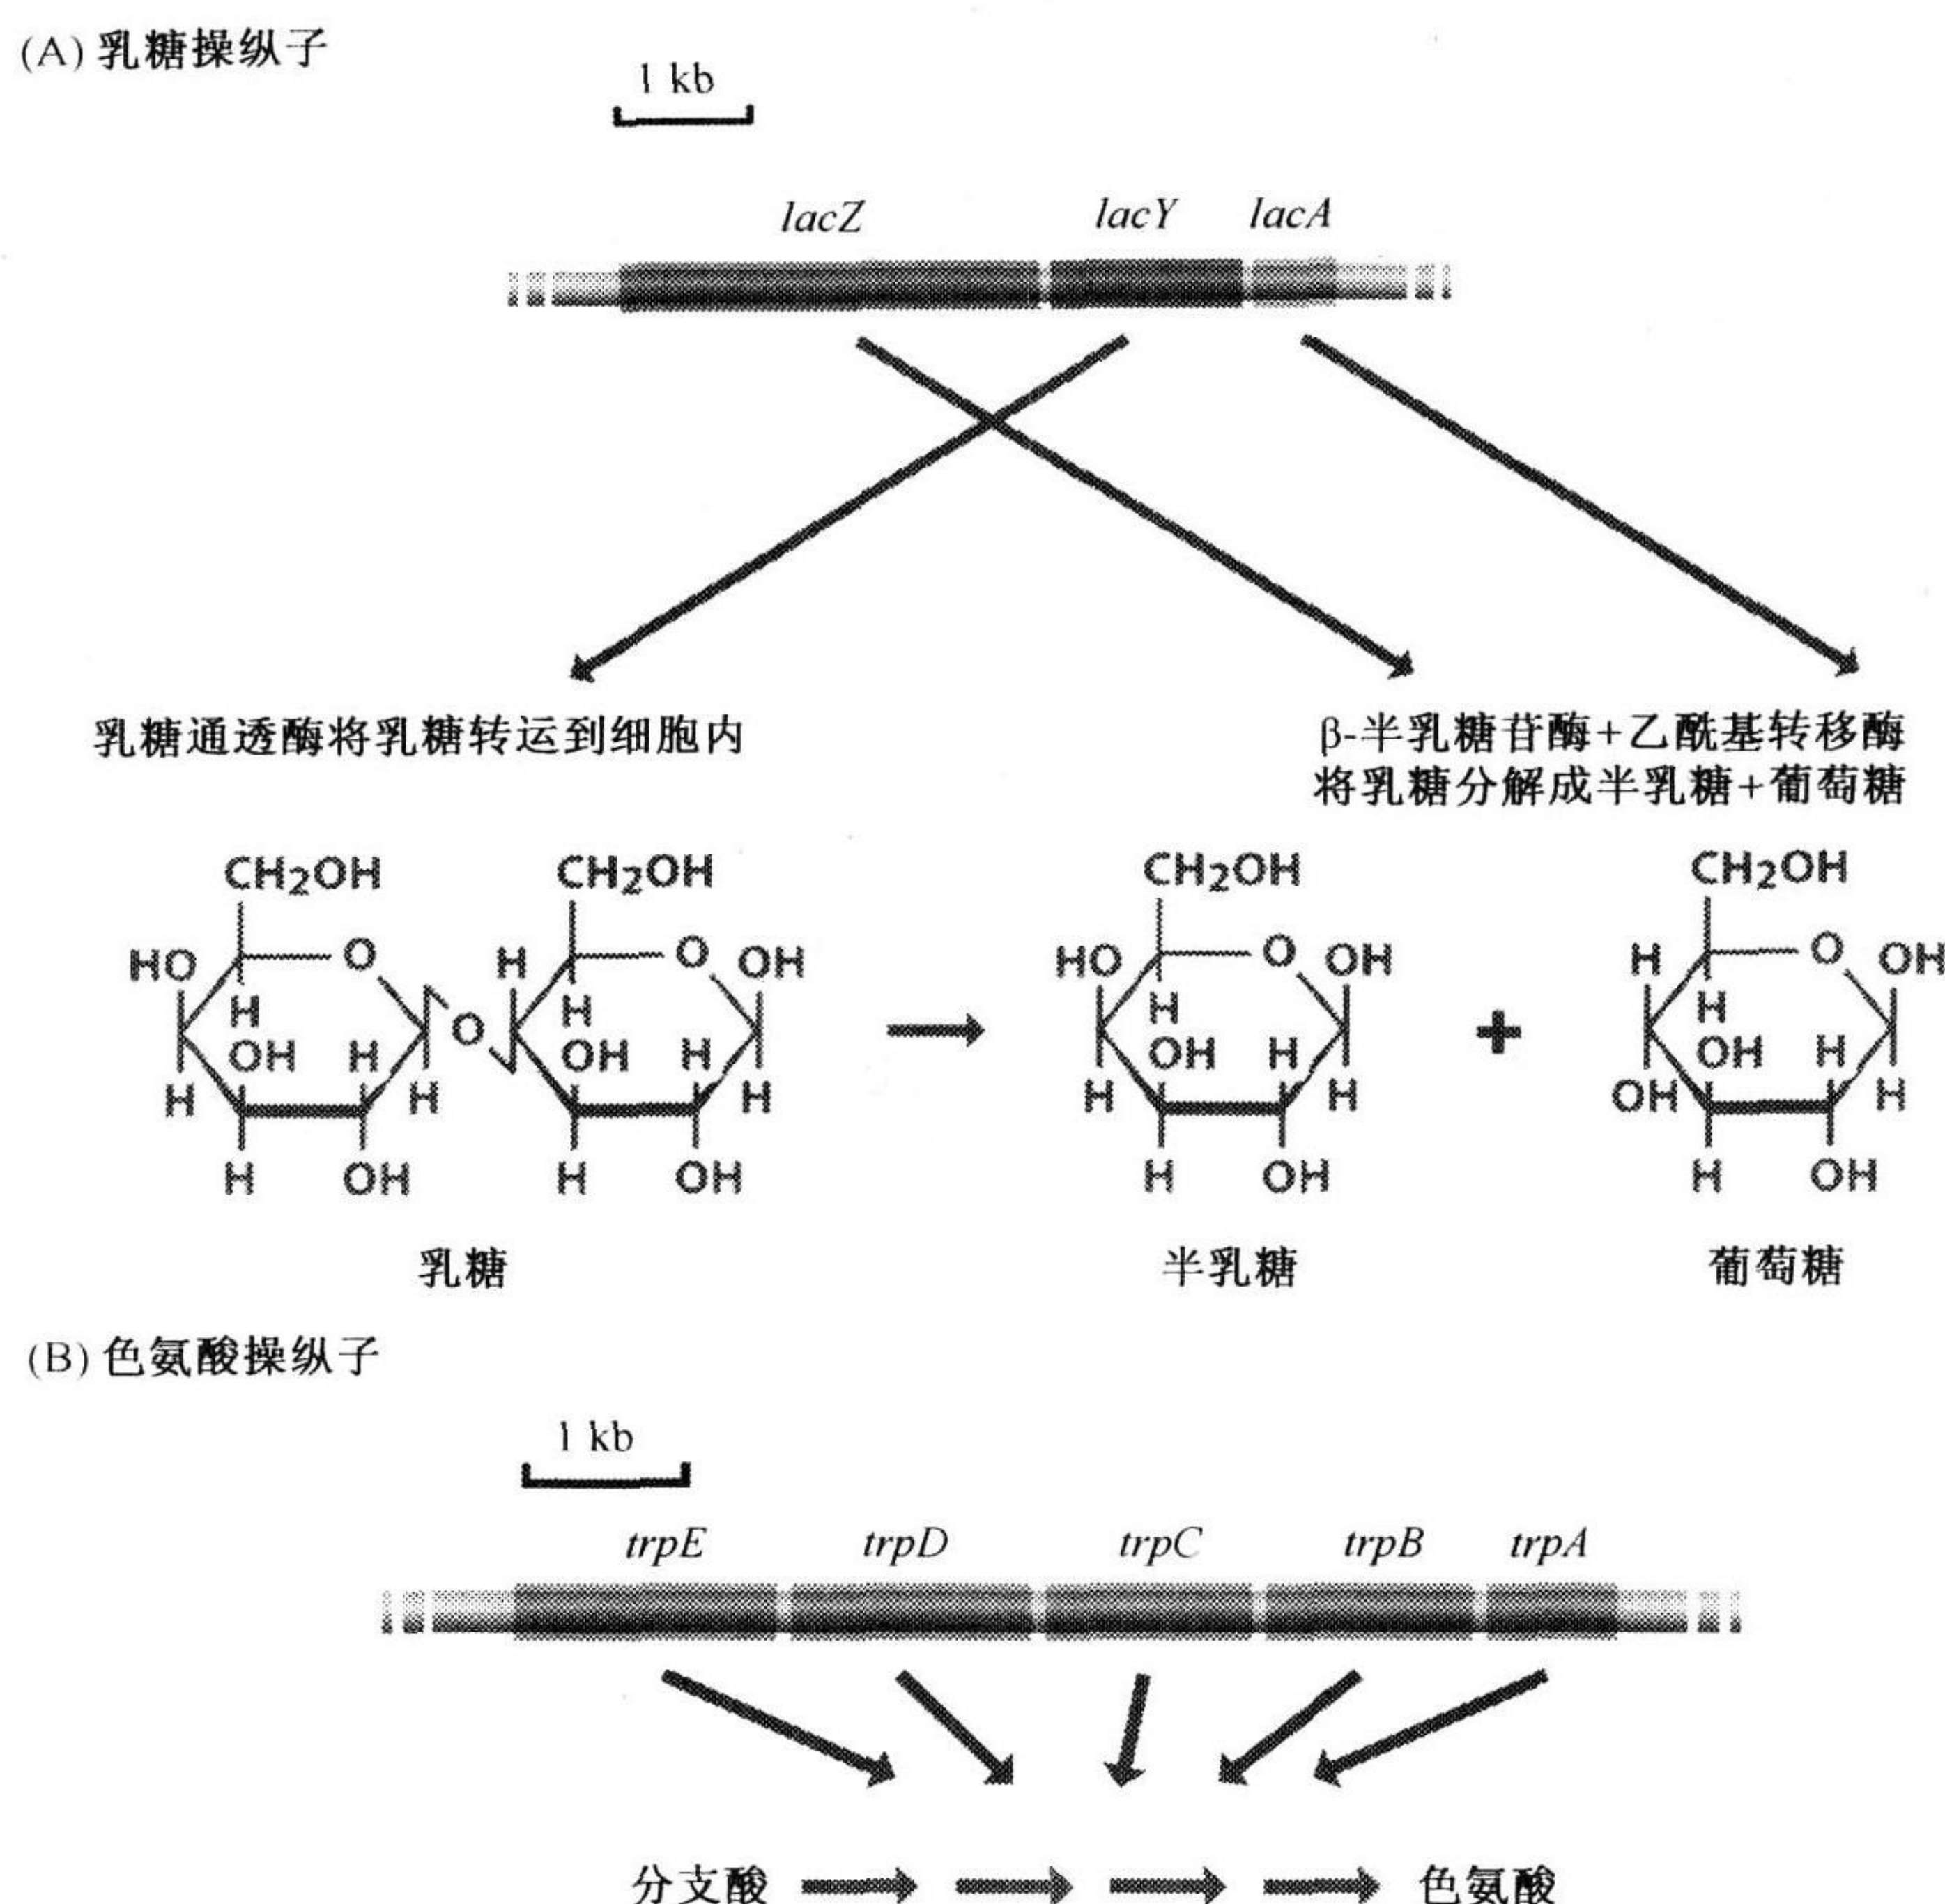 (A) 乳糖操纵子
1 kb
lacZ lacY lacA
乳糖通透酶将乳糖转运到细胞内
β-半乳糖苷酶+乙酰基转移酶
将乳糖分解成半乳糖+葡萄糖
CH2OH CH2OH CH2OH CH2OH
HO O H O OH HO O OH H O OH
H H H H
O +
OH H OH H OH H OH H
H H H H H OH H
H OH H OH H OH H OH
乳糖 半乳糖 葡萄糖
(B) 色氨酸操纵子
1 kb
trpE trpD trpC trpB trpA
分支酸 色氨酸